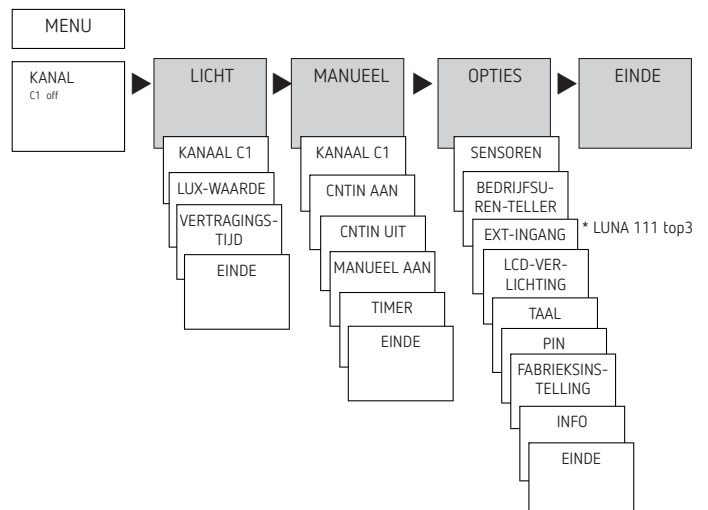 MENU
KANAL
C1 off
LICHT
MANUEEL
OPTIES
EINDE
KANAAL C1
LUX-WAARDE
VERTRAGINGS-
TIJD
EINDE
KANAAL C1
CNTIN AAN
CNTIN UIT
MANUEEL AAN
TIMER
EINDE
SENSOREN
BEDRIJFSU-
REN-TELLER
EXT-INGANG
* LUNA 111 top3
LCD-VER-
LICHTING
TAAL
PIN
FABRIEKSINS-
TELLING
INFO
EINDE